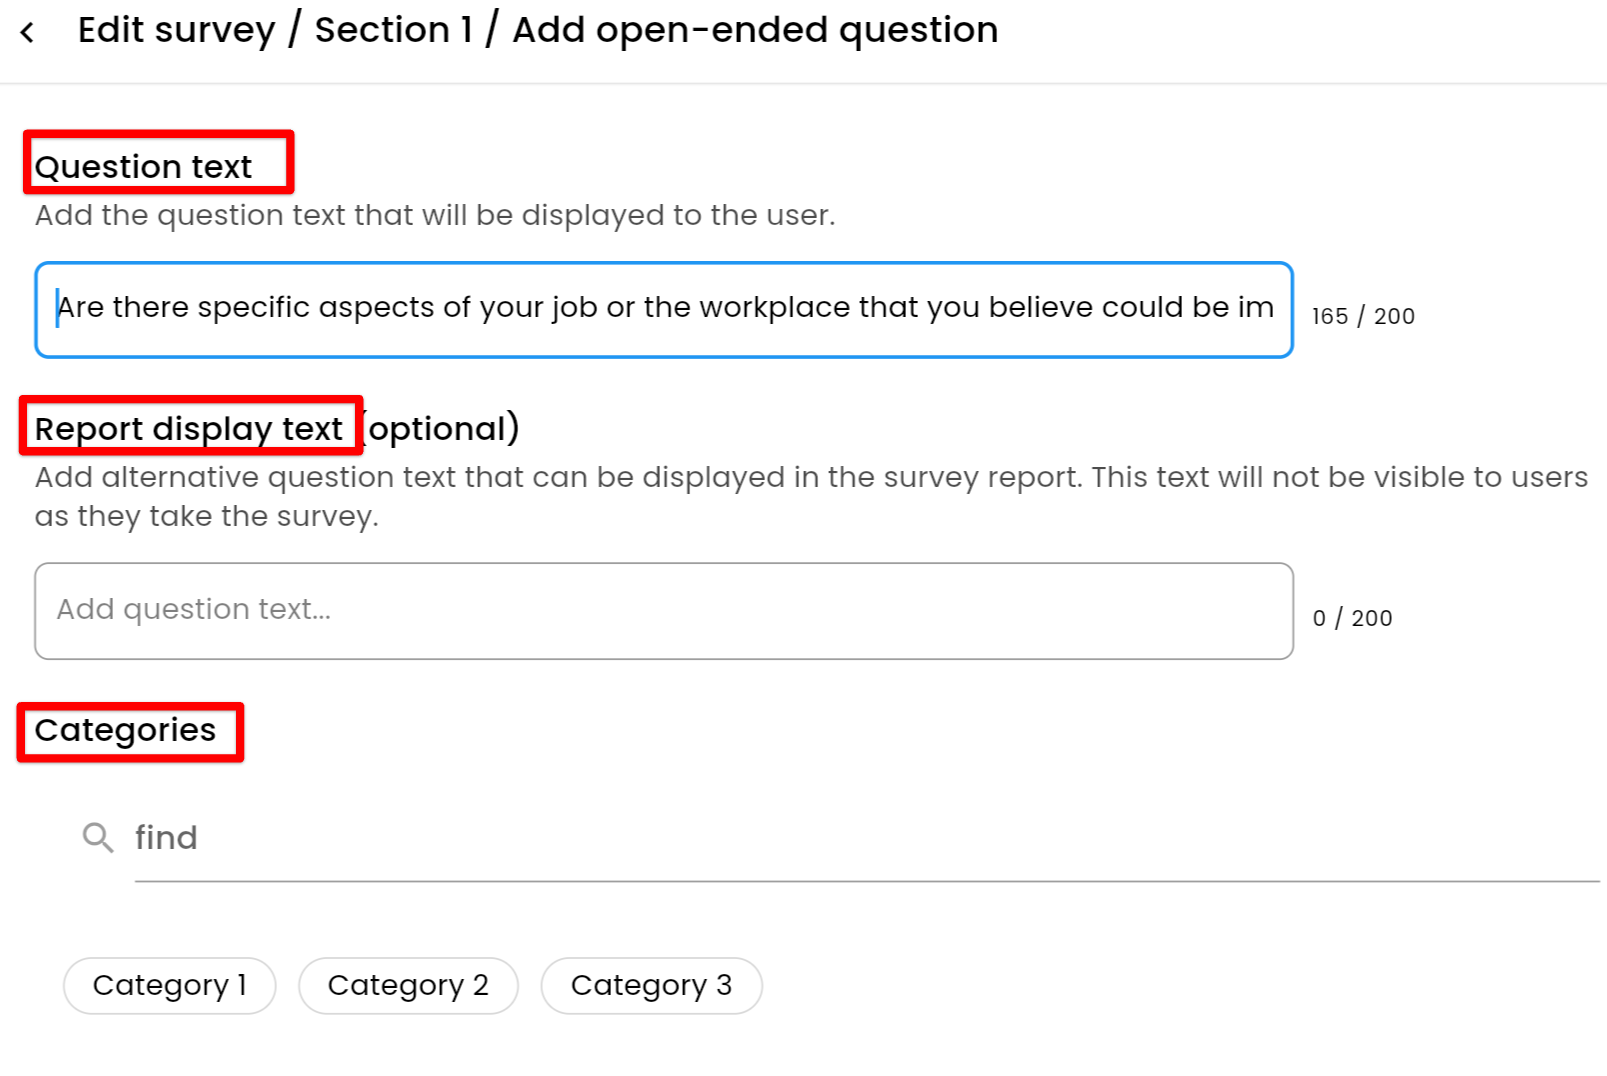 Edit survey / Section 1 / Add open-ended question
Question text
Add the question text that will be displayed to the user.
Are there specific aspects of your job or the workplace that you believe could be im
165 / 200
Report display text (optional)
Add alternative question text that can be displayed in the survey report. This text will not be visible to users
as they take the survey.
Add question text...
0 / 200
Categories
find
Category 1
Category 2
Category 3